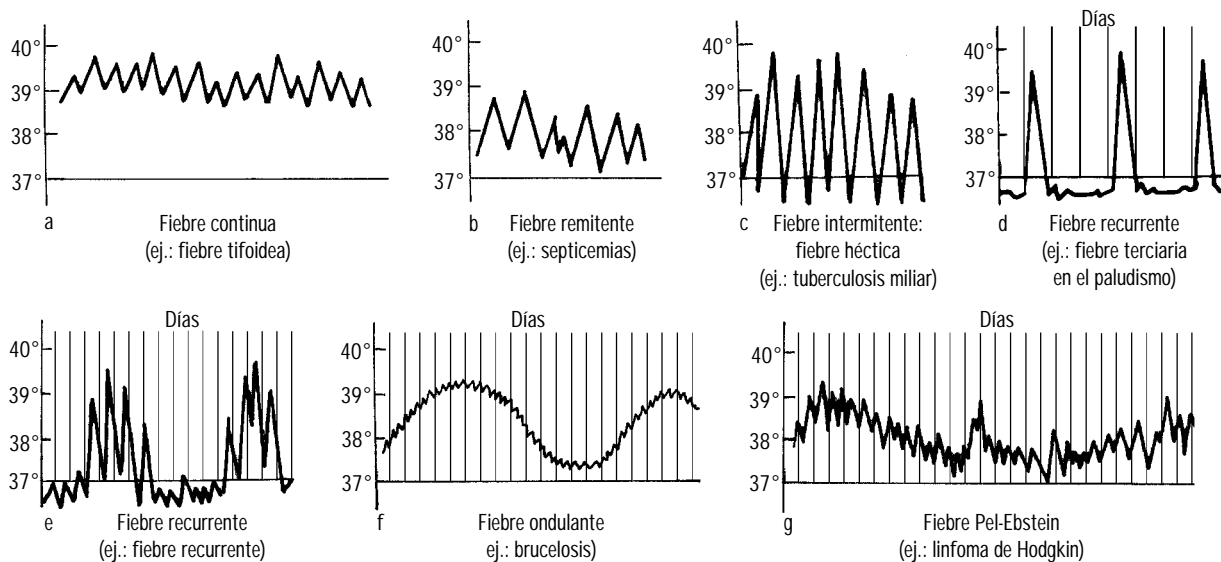 40°
39°
38°
37°
a
Fiebre continua
(ej.: fiebre tifoidea)
40°
39°
38°
37°
b
Fiebre remitente
(ej.: septicemias)
40°
39°
38°
37°
c
Fiebre intermitente:
fiebre héctica
(ej.: tuberculosis miliar)
Días
40°
39°
38°
37°
d
Fiebre recurrente
(ej.: fiebre terciaria
en el paludismo)
Días
40°
39°
38°
37°
e
Fiebre recurrente
(ej.: fiebre recurrente)
Días
40°
39°
38°
37°
f
Fiebre ondulante
ej.: brucelosis)
Días
40°
39°
38°
37°
g
Fiebre Pel-Ebstein
(ej.: linfoma de Hodgkin)